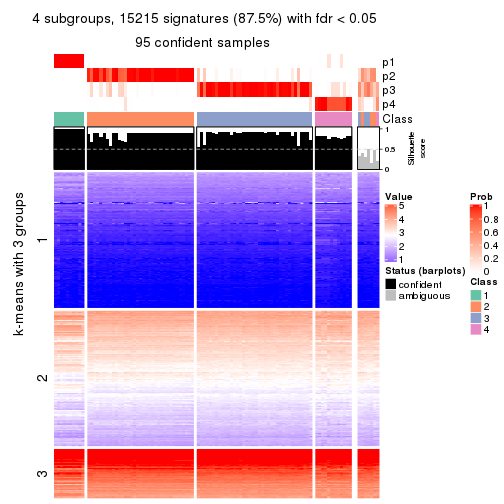 4 subgroups, 15215 signatures (87.5%) with fdr < 0.05
95 confident samples
p1
p2
p3
p4
Class
1
0.5
0
Silhouette
score
k-means with 3 groups
1
2
3
Value
5
4
3
2
1
Status (barplots)
confident
ambiguous
Prob
1
0.8
0.6
0.4
0.2
0
Class
1
2
3
4